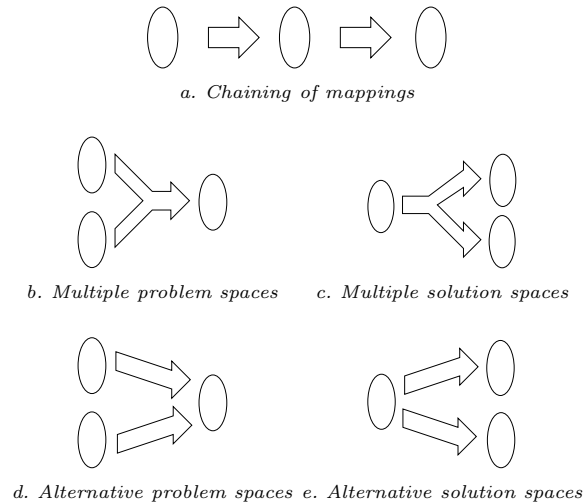 a. Chaining of mappings
b. Multiple problem spaces
c. Multiple solution spaces
d. Alternative problem spaces
e. Alternative solution spaces